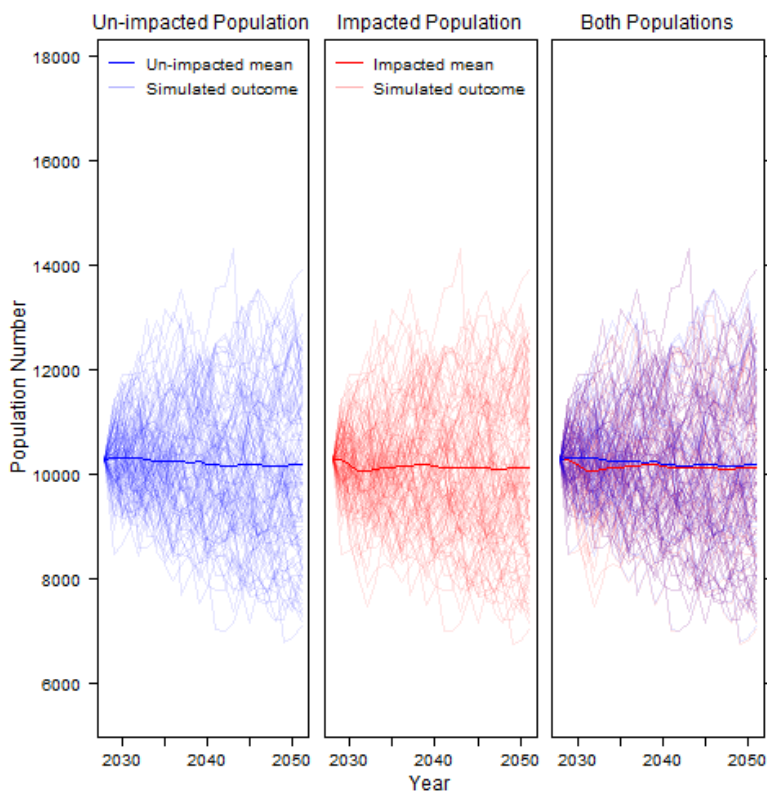 Un-impacted Population
Impacted Population
Both Populations
Un-impacted mean
Simulated outcome
Impacted mean
Simulated outcome
Population Number
18000
16000
14000
12000
10000
8000
6000
2030 2040 2050
2030 2040 2050
2030 2040 2050
Year